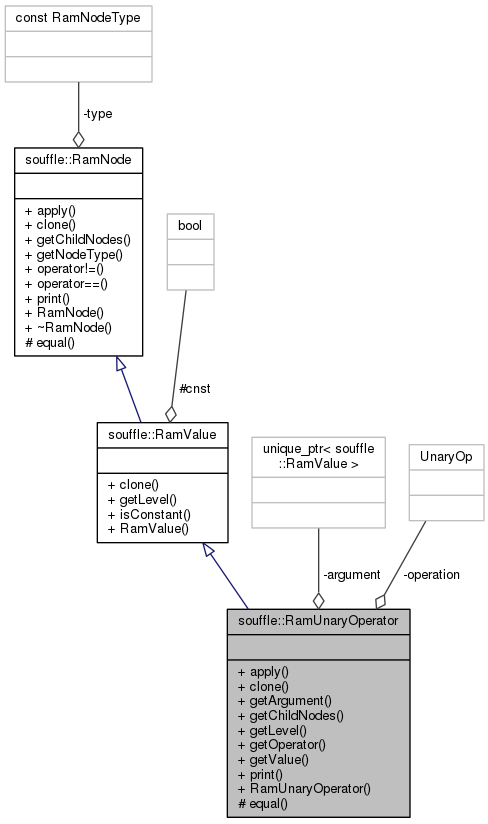 const RamNodeType
-type
souffle::RamNode
+ apply()
+ clone()
+ getChildNodes()
+ getNodeType()
+ operator!=()
+ operator==()
+ print()
+ RamNode()
+ ~RamNode()
# equal()
bool
#cnst
souffle::RamValue
+ clone()
+ getLevel()
+ isConstant()
+ RamValue()
unique_ptr< souffle
::RamValue >
UnaryOp
-argument
-operation
souffle::RamUnaryOperator
+ apply()
+ clone()
+ getArgument()
+ getChildNodes()
+ getLevel()
+ getOperator()
+ getValue()
+ print()
+ RamUnaryOperator()
# equal()